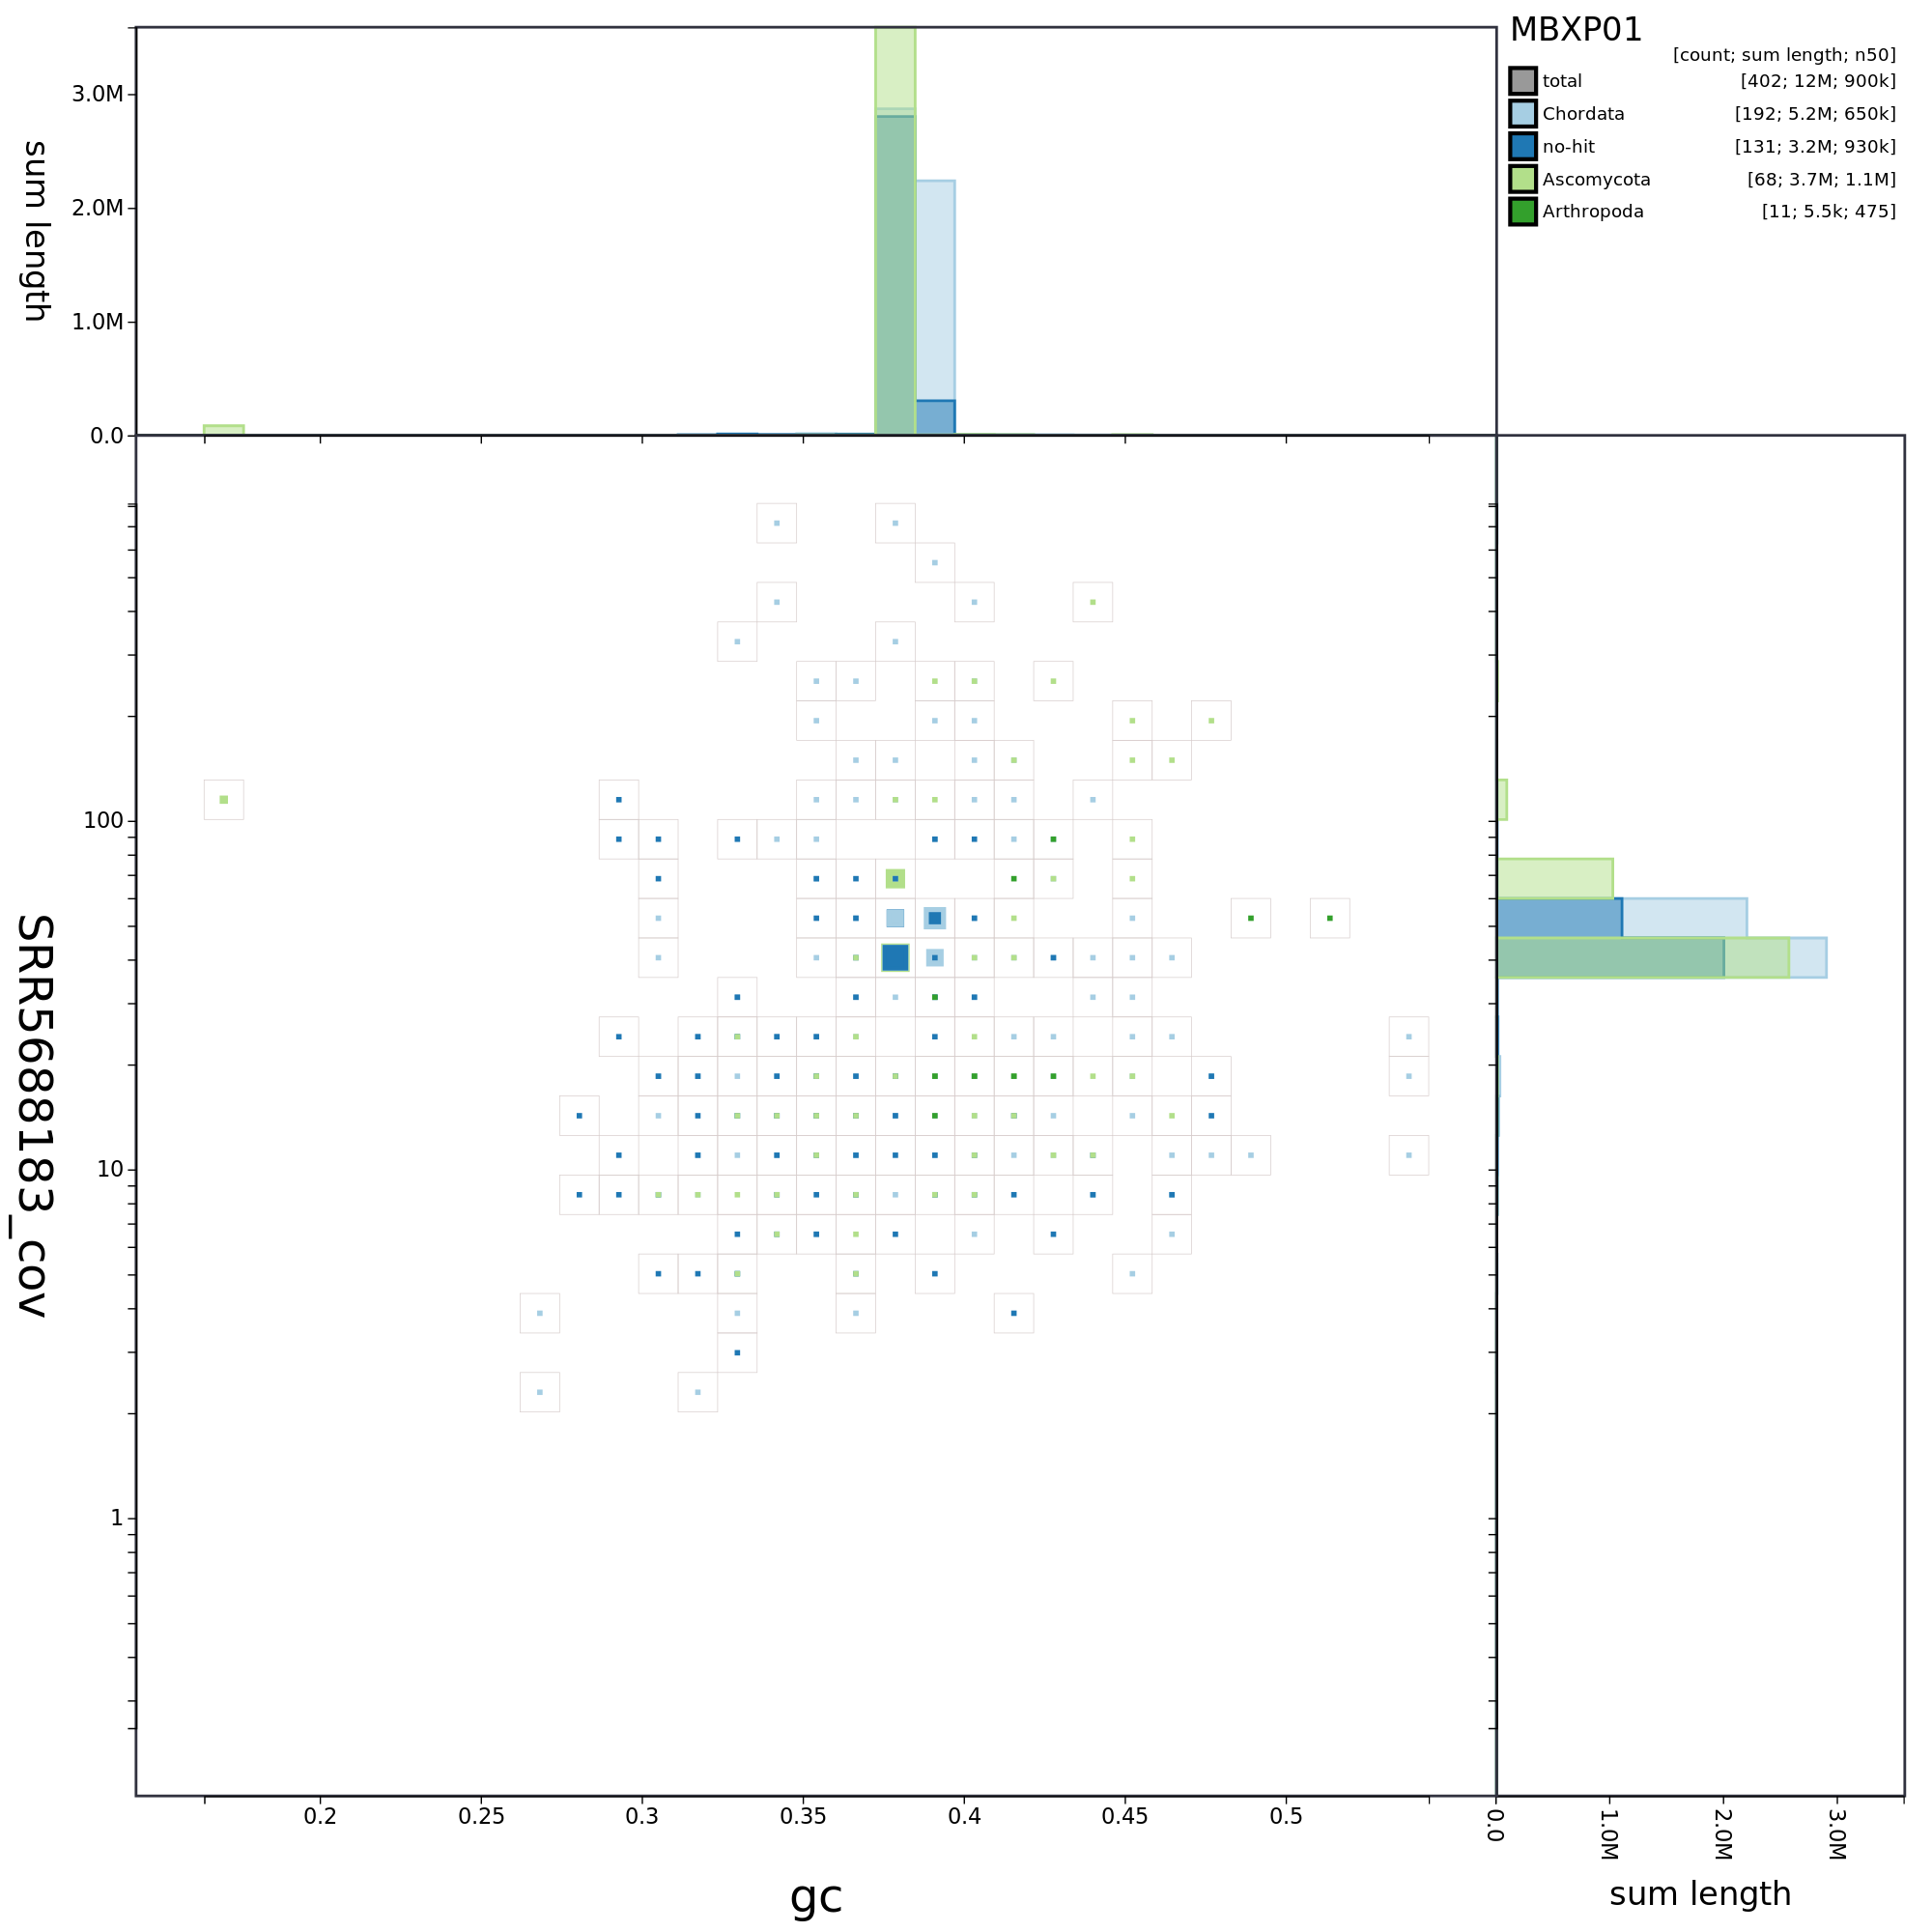 MBXP01
[count; sum length; n50]
total [402; 12M; 900k]
Chordata [192; 5.2M; 650k]
no-hit [131; 3.2M; 930k]
Ascomycota [68; 3.7M; 1.1M]
Arthropoda [11; 5.5k; 475]
sum length
3.0M
2.0M
1.0M
0.0
SRR5688183_cov
100
10
1
0.2 0.25 0.3 0.35 0.4 0.45 0.5
gc
0.0 1.0M 2.0M 3.0M
sum length